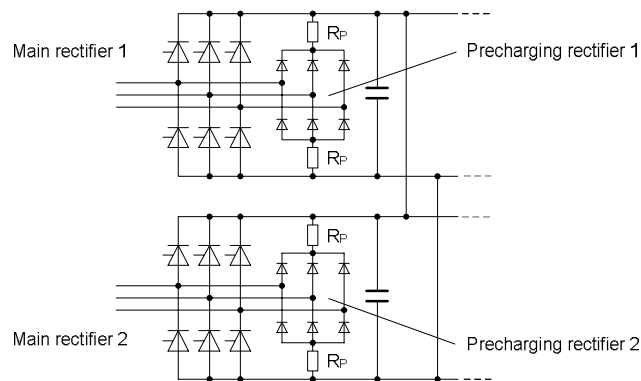 Main rectifier 1
RP
Precharging rectifier 1
RP
RP
Main rectifier 2
Precharging rectifier 2
RP